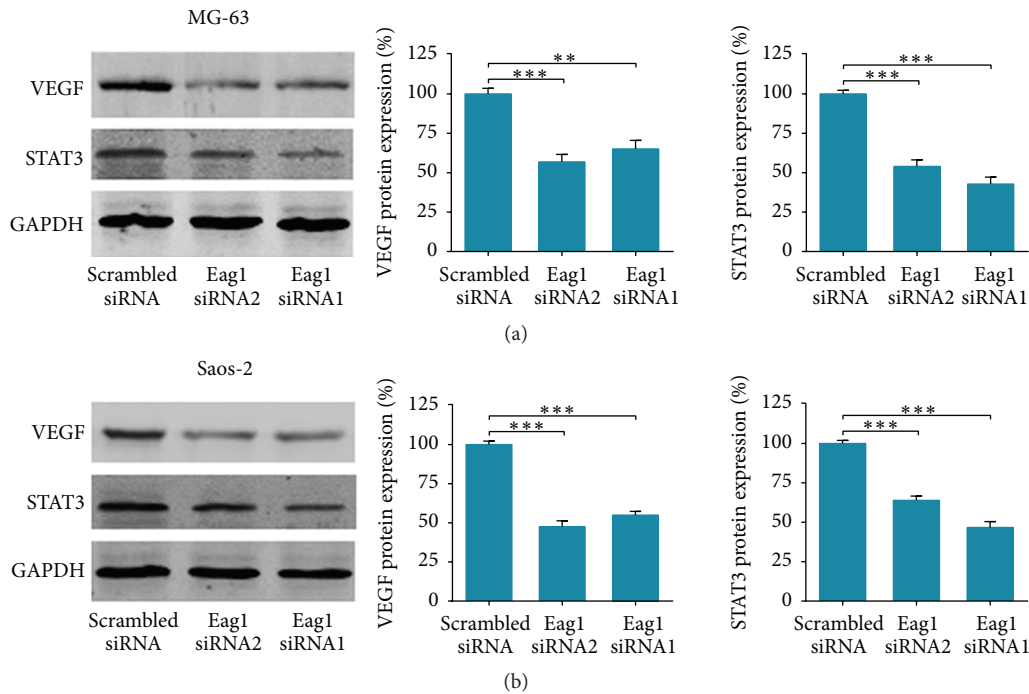 MG-63
VEGF
STAT3
GAPDH
Scrambled
siRNA
Eag1
siRNA2
Eag1
siRNA1
VEGF protein expression (%)
125
100
75
50
25
0
***
**
Scrambled
siRNA
Eag1
siRNA2
Eag1
siRNA1
STAT3 protein expression (%)
125
100
75
50
25
0
***
***
Scrambled
siRNA
Eag1
siRNA2
Eag1
siRNA1
(a)
Saos-2
VEGF
STAT3
GAPDH
Scrambled
siRNA
Eag1
siRNA2
Eag1
siRNA1
VEGF protein expression (%)
125
100
75
50
25
0
***
***
Scrambled
siRNA
Eag1
siRNA2
Eag1
siRNA1
STAT3 protein expression (%)
125
100
75
50
25
0
***
***
Scrambled
siRNA
Eag1
siRNA2
Eag1
siRNA1
(b)